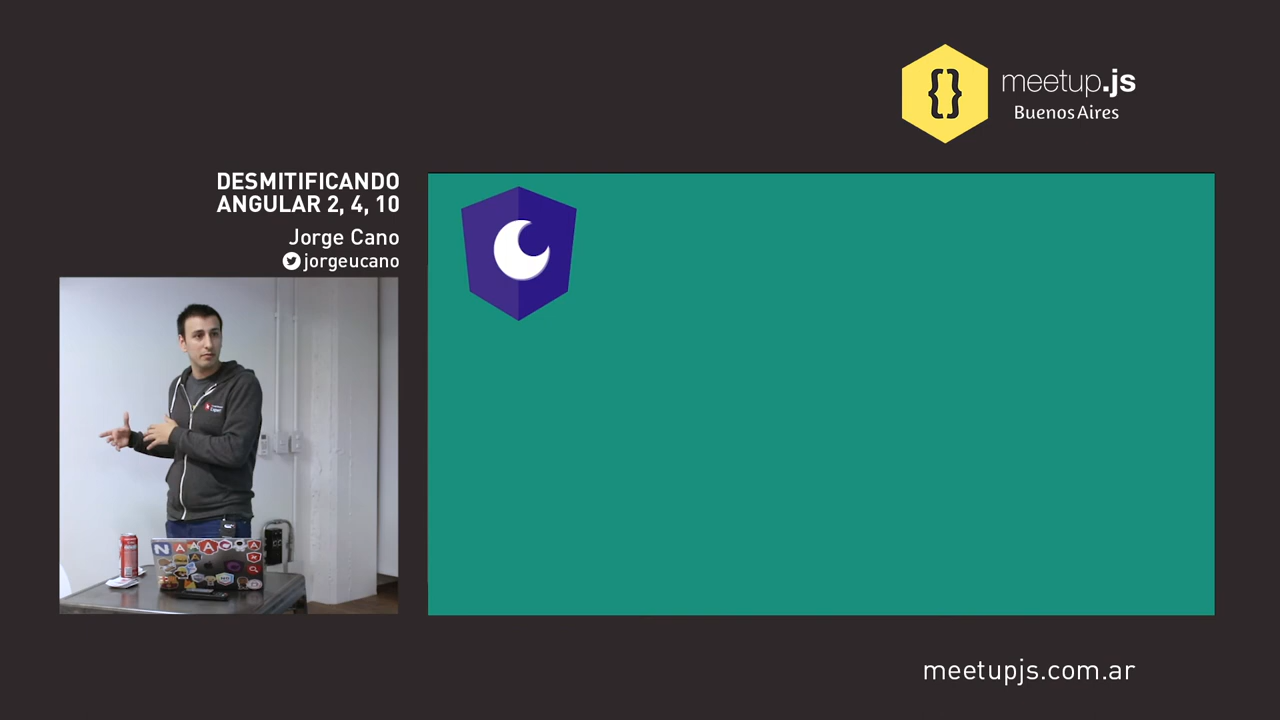 {}
meetup.js
Buenos Aires
DESMITIFICANDO
ANGULAR 2, 4, 10
Jorge Cano
jorgeucano
N A A A A
meetupjs.com.ar